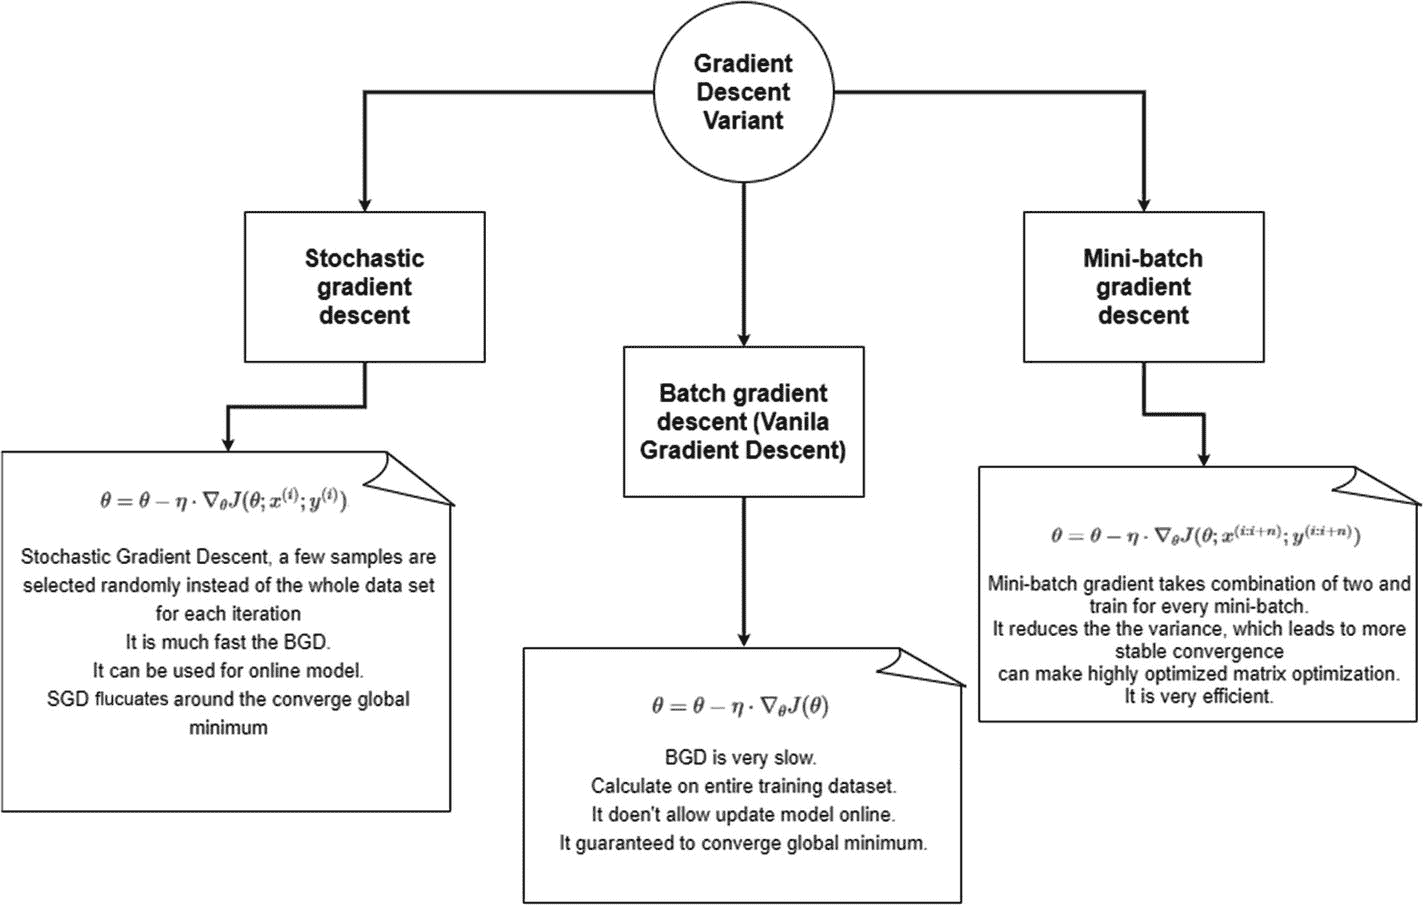 Gradient
Descent
Variant
Stochastic
gradient
descent
Batch gradient
descent (Vanila
Gradient Descent)
Mini-batch
gradient
descent
θ = θ − η · ∇θJ(θ; x(i); y(i))
Stochastic Gradient Descent, a few samples are
selected randomly instead of the whole data set
for each iteration
It is much fast the BGD.
It can be used for online model.
SGD flucuates around the converge global
minimum
θ = θ − η · ∇θJ(θ)
BGD is very slow.
Calculate on entire training dataset.
It doen't allow update model online.
It guaranteed to converge global minimum.
θ = θ − η · ∇θJ(θ; x(i:i+n); y(i:i+n))
Mini-batch gradient takes combination of two and
train for every mini-batch.
It reduces the the variance, which leads to more
stable convergence
can make highly optimized matrix optimization.
It is very efficient.